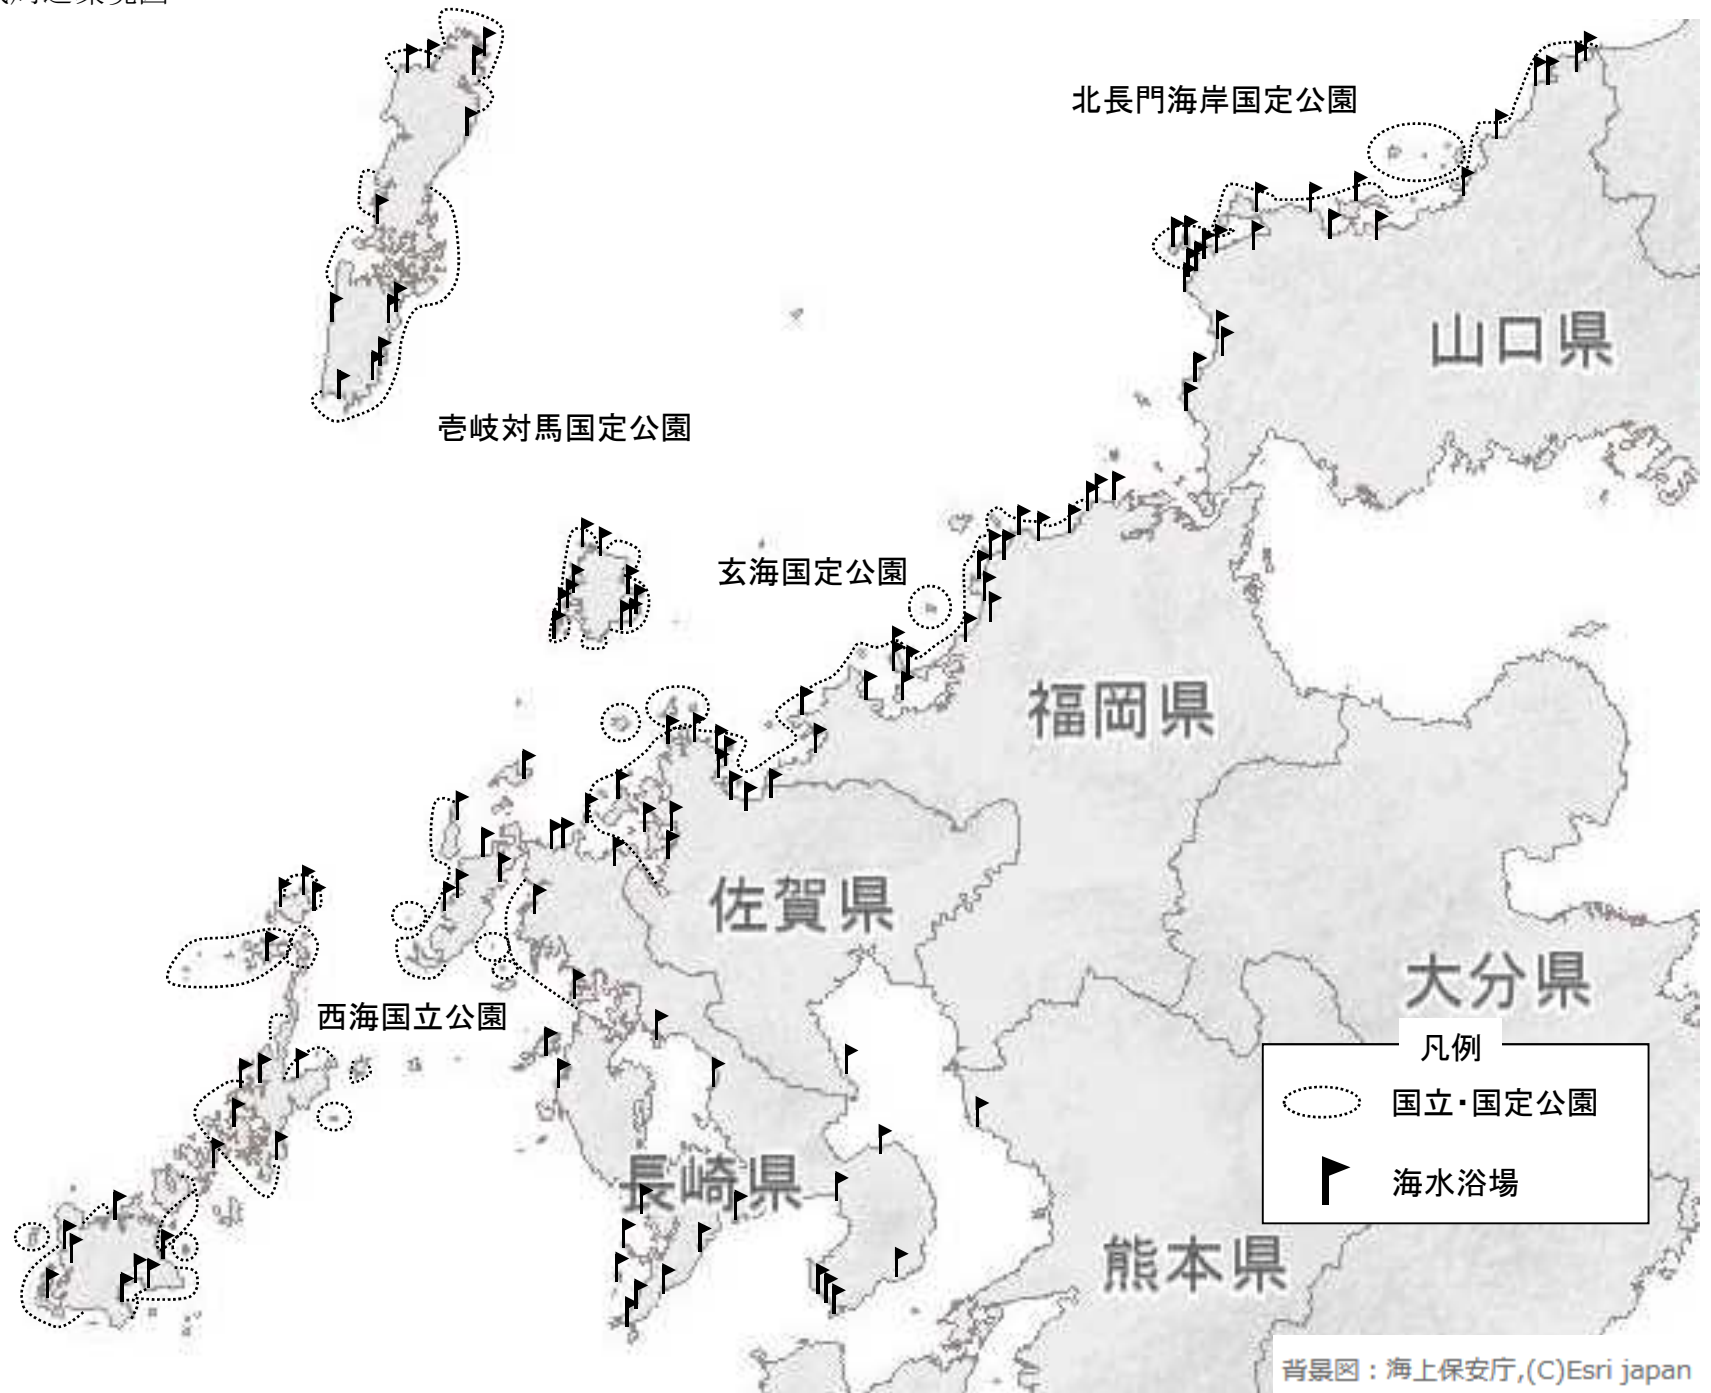 北長門海岸国定公園
山口県
壱岐対馬国定公園
玄海国定公園
福岡県
佐賀県
大分県
西海国立公園
凡例
国立・国定公園
海水浴場
長崎県
熊本県
背景図：海上保安庁,(C)Esri japan